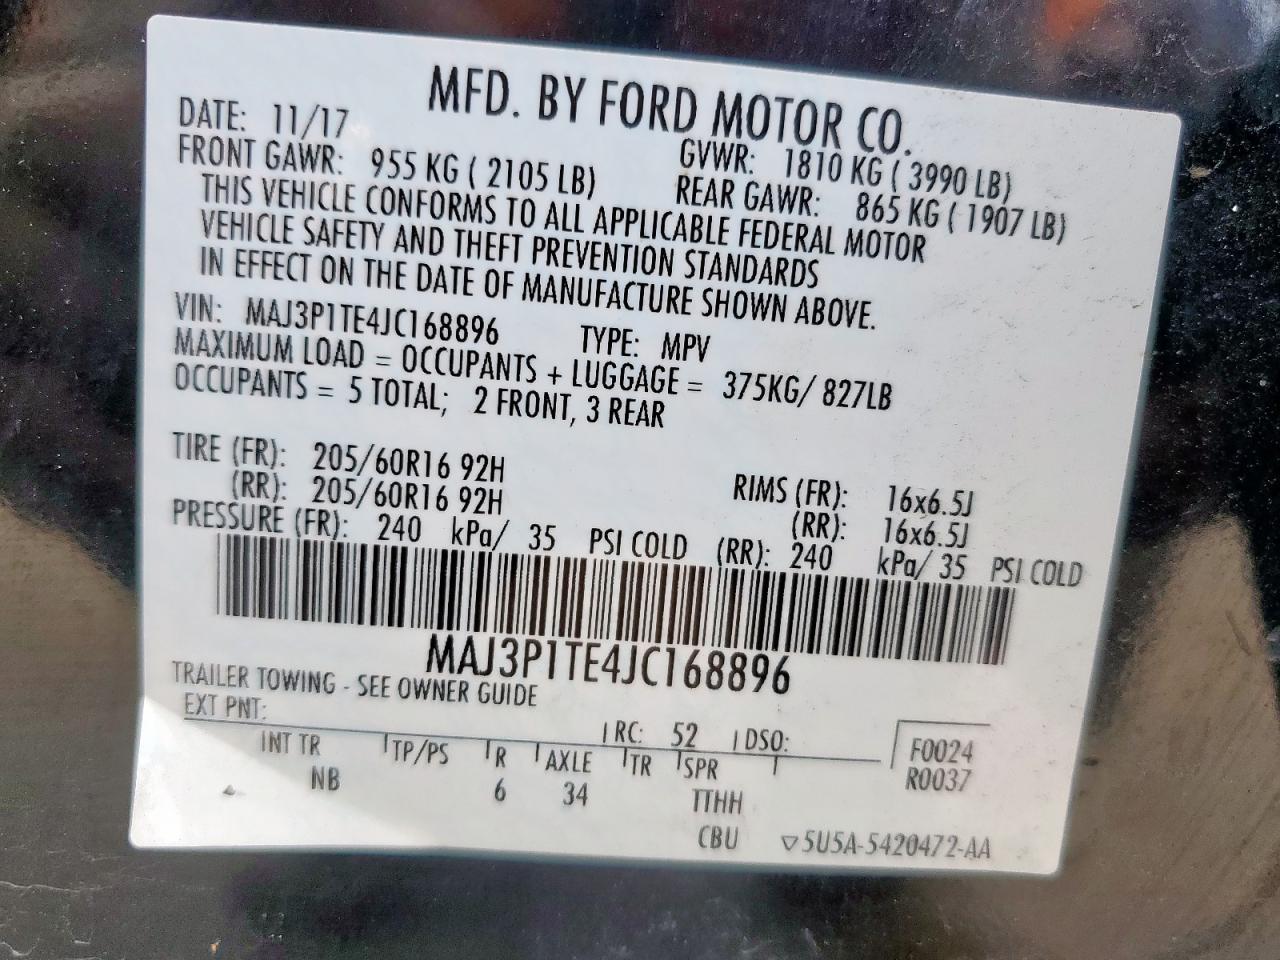 MFD. BY FORD MOTOR CO.
DATE: 11/17 GVWR: 1810 KG ( 3990 LB)
FRONT GAWR: 955 KG ( 2105 LB) REAR GAWR: 865 KG ( 1907 LB)
THIS VEHICLE CONFORMS TO ALL APPLICABLE FEDERAL MOTOR
VEHICLE SAFETY AND THEFT PREVENTION STANDARDS
IN EFFECT ON THE DATE OF MANUFACTURE SHOWN ABOVE.
VIN: MAJ3P1TE4JC168896 TYPE: MPV
MAXIMUM LOAD = OCCUPANTS + LUGGAGE = 375KG/ 827LB
OCCUPANTS = 5 TOTAL; 2 FRONT, 3 REAR
TIRE (FR): 205/60R16 92H RIMS (FR): 16x6.5J
(RR): 205/60R16 92H (RR): 16x6.5J
PRESSURE (FR): 240 kPa/ 35 PSI COLD (RR): 240 kPa/ 35 PSI COLD
MAJ3P1TE4JC168896
TRAILER TOWING - SEE OWNER GUIDE
EXT PNT: RC: 52 DSO:
INT TR TP/PS R AXLE TR SPR F0024
NB 6 34 TTHH R0037
CBU ▽5U5A-5420472-AA